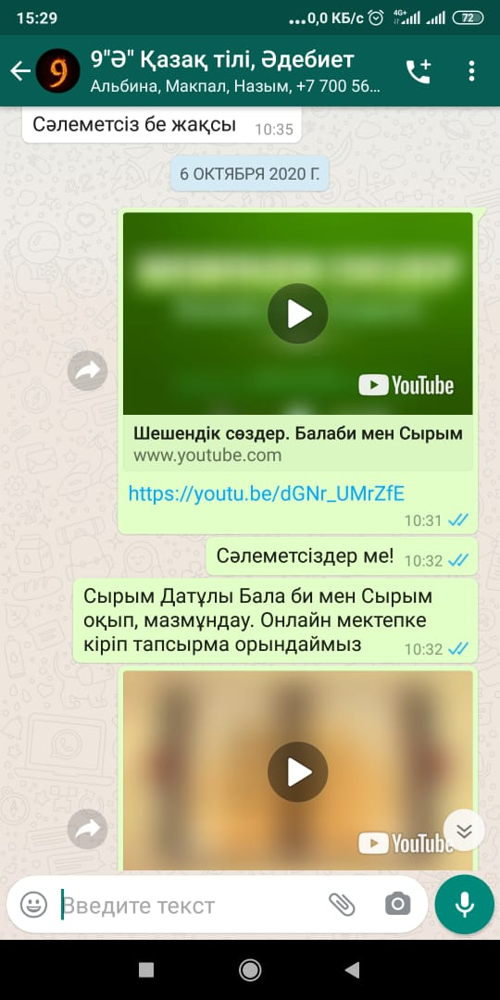 15:29
...0,0 КБ/с 4G+ 72
9"Ә" Қазақ тілі, Әдебиет
Альбина, Макпал, Назым, +7 700 56...
Сәлеметсіз бе жақсы 10:35
6 ОКТЯБРЯ 2020 Г.
YouTube
Шешендік сөздер. Балаби мен Сырым
www.youtube.com
https://youtu.be/dGNr_UMrZfE
10:31
Сәлеметсіздер ме! 10:32
Сырым Датұлы Бала би мен Сырым
оқып, мазмұндау. Онлайн мектепке
кіріп тапсырма орындаймыз 10:32
YouTube
Введите текст